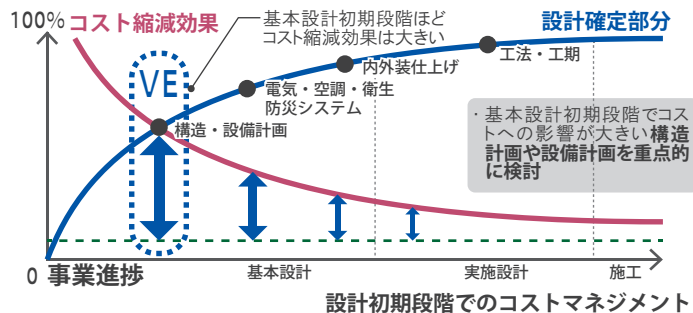 100%
コスト縮減効果
基本設計初期段階ほど
コスト縮減効果は大きい
設計確定部分
VE
内外装仕上げ
工法・工期
電気・空調・衛生
防災システム
構造・設備計画
・基本設計初期段階でコス
トへの影響が大きい構造
計画や設備計画を重点的
に検討
0 事業進捗
基本設計
実施設計
施工
設計初期段階でのコストマネジメント